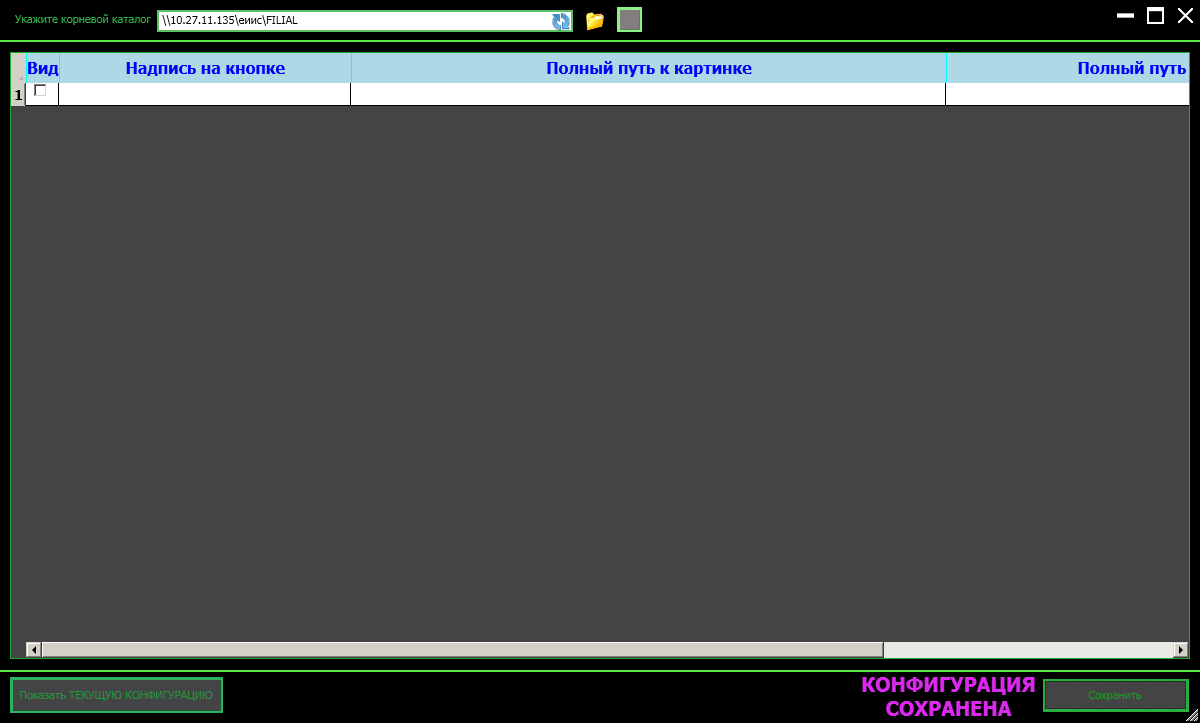 Укажите корневой каталог
\\10.27.11.135\еиис\FILIAL
Вид
Надпись на кнопке
Полный путь к картинке
Полный путь
1
Показать ТЕКУЩУЮ КОНФИГУРАЦИЮ
КОНФИГУРАЦИЯ
СОХРАНЕНА
Сохранить